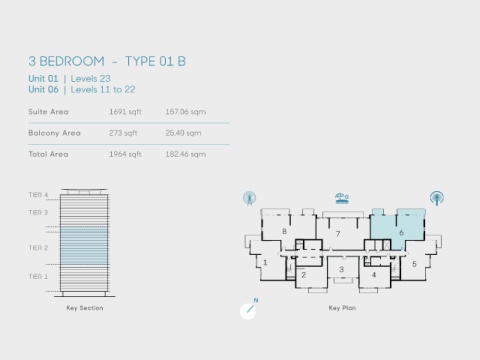 3 BEDROOM - TYPE 01 B
Unit 01 | Levels 23
Unit 06 | Levels 11 to 22
Suite Area 1691 sqft 157.06 sqm
Balcony Area 273 sqft 25.40 sqm
Total Area 1964 sqft 182.46 sqm
TIER 4
TIER 3
TIER 2
TIER 1
Key Section
8 7 6
1 2 3 4 5
N
Key Plan